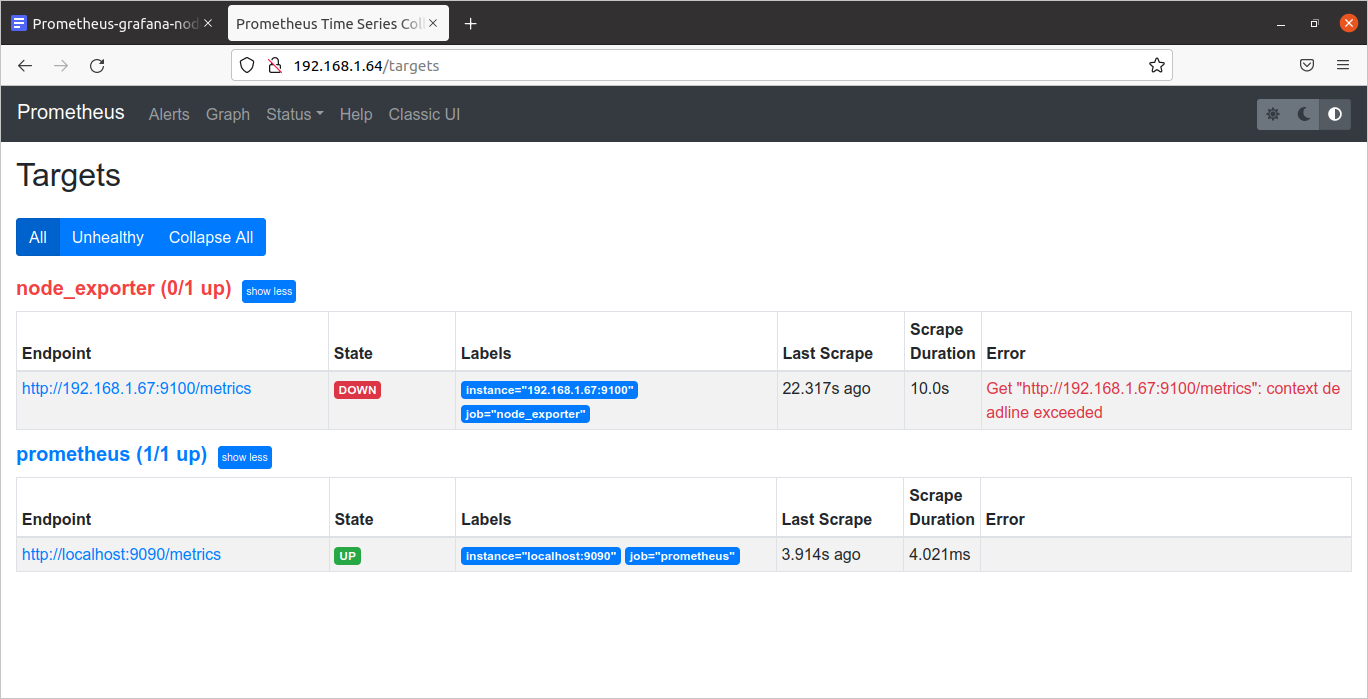 Prometheus-grafana-nod
Prometheus Time Series Coll
192.168.1.64/targets
Prometheus Alerts Graph Status Help Classic UI
Targets
All Unhealthy Collapse All
node_exporter (0/1 up) show less
Scrape
Endpoint State Labels Last Scrape Duration Error
http://192.168.1.67:9100/metrics DOWN instance="192.168.1.67:9100" 22.317s ago 10.0s Get "http://192.168.1.67:9100/metrics": context de
job="node_exporter" adline exceeded
prometheus (1/1 up) show less
Scrape
Endpoint State Labels Last Scrape Duration Error
http://localhost:9090/metrics UP instance="localhost:9090" job="prometheus" 3.914s ago 4.021ms